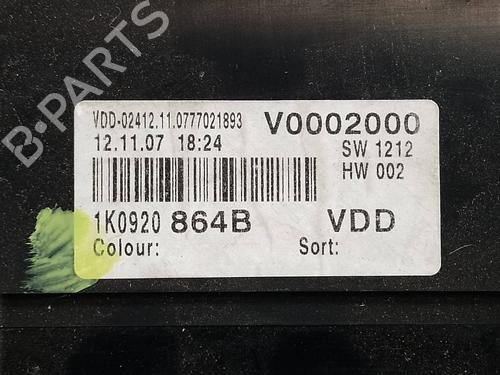 B-PARTS
VDD-02412.11.0777021893 V0002000
12.11.07 18:24 SW 1212
HW 002
1K0920 864B VDD
Colour: Sort: